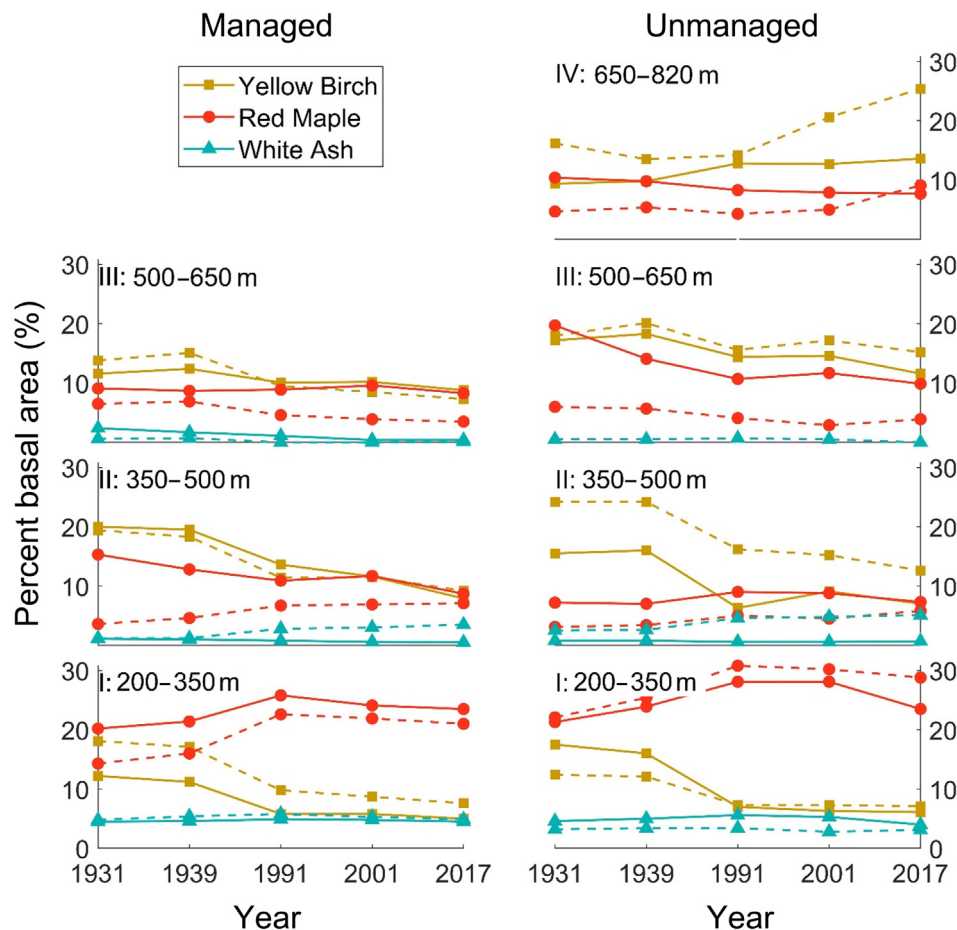 Managed
Unmanaged
Yellow Birch
Red Maple
White Ash
IV: 650–820 m
30
20
10
III: 500–650 m
30
20
10
III: 500–650 m
30
20
10
II: 350–500 m
30
20
10
II: 350–500 m
30
20
10
I: 200–350 m
30
20
10
0
I: 200–350 m
30
20
10
0
Percent basal area (%)
1931 1939 1991 2001 2017
1931 1939 1991 2001 2017
Year
Year